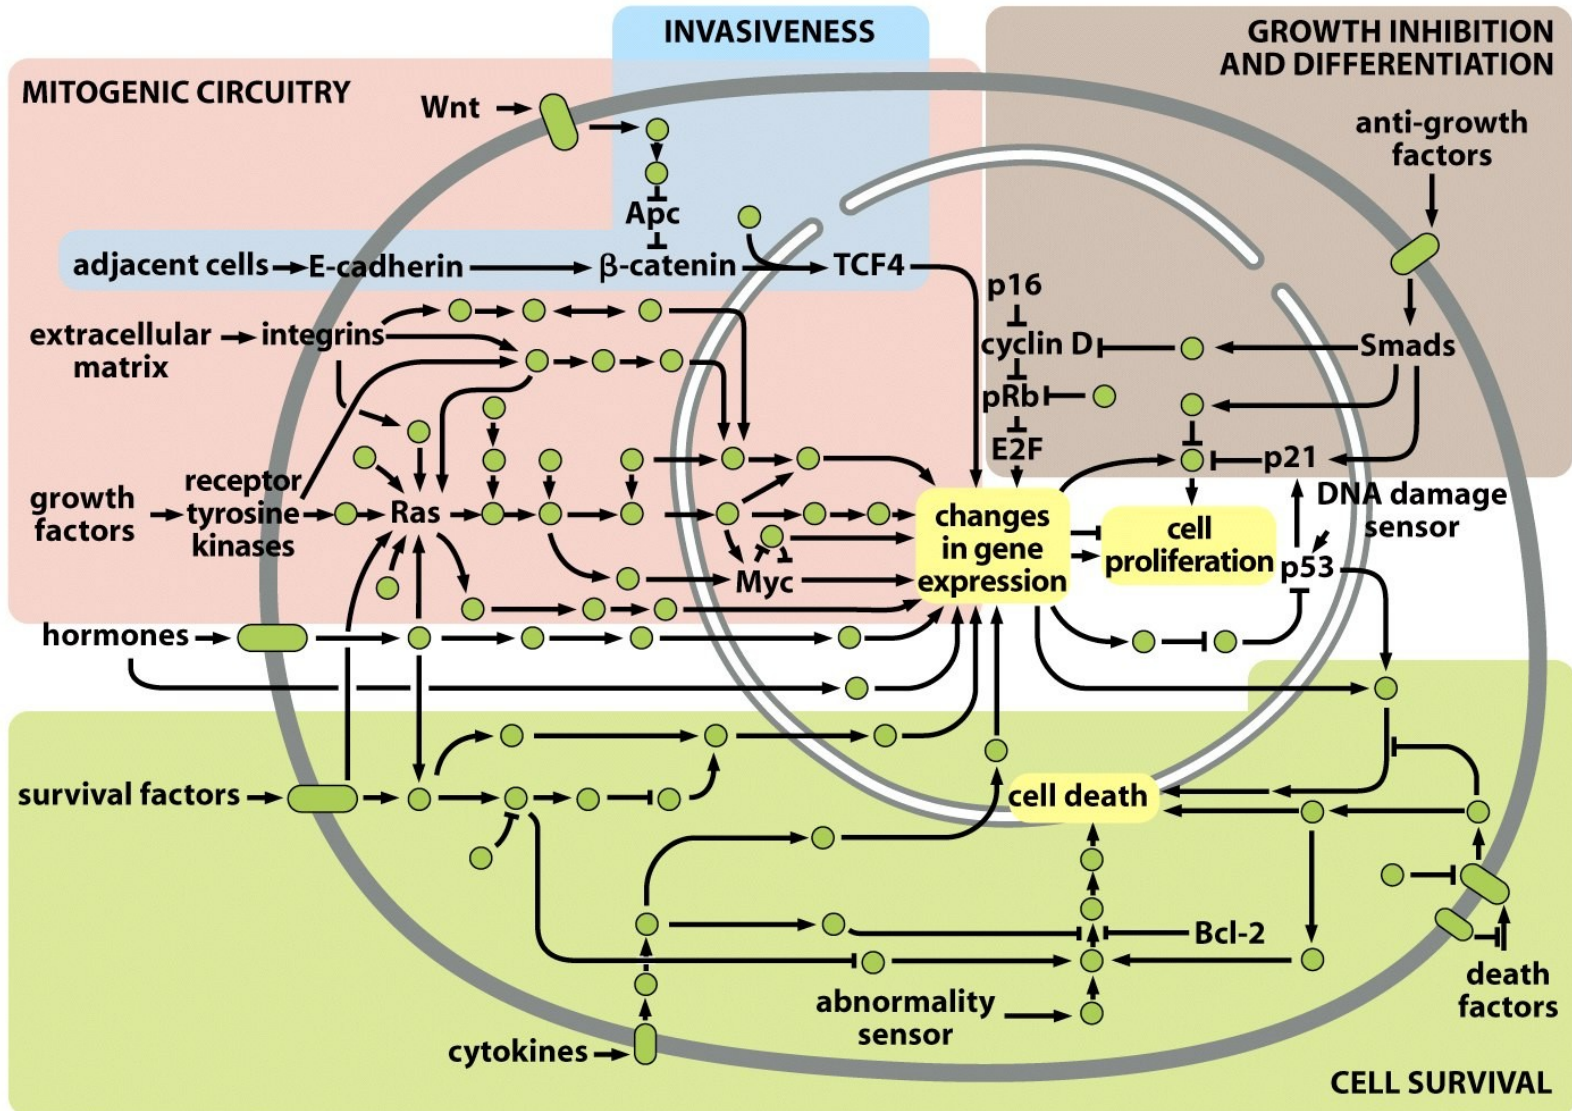 INVASIVENESS
GROWTH INHIBITION
AND DIFFERENTIATION
MITOGENIC CIRCUITRY
Wnt
anti-growth
factors
Apc
adjacent cells
E-cadherin
β-catenin
TCF4
p16
extracellular
matrix
integrins
cyclin D
Smads
pRb
E2F
p21
growth
factors
receptor
tyrosine
kinases
Ras
DNA damage
sensor
changes
in gene
expression
cell
proliferation
p53
Myc
hormones
survival factors
cell death
Bcl-2
abnormality
sensor
death
factors
cytokines
CELL SURVIVAL